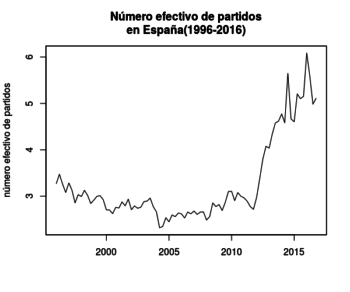 Número efectivo de partidos
en España(1996-2016)
número efectivo de partidos
6
5
4
3
2000 2005 2010 2015